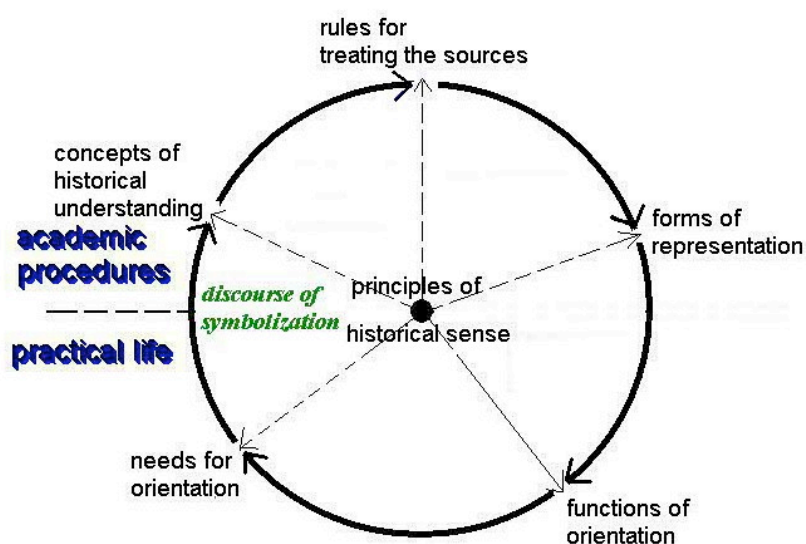 rules for
treating the sources
concepts of
historical
understanding
academic
procedures
forms of
representation
discourse of
symbolization
principles of
historical sense
practical life
needs for
orientation
functions of
orientation